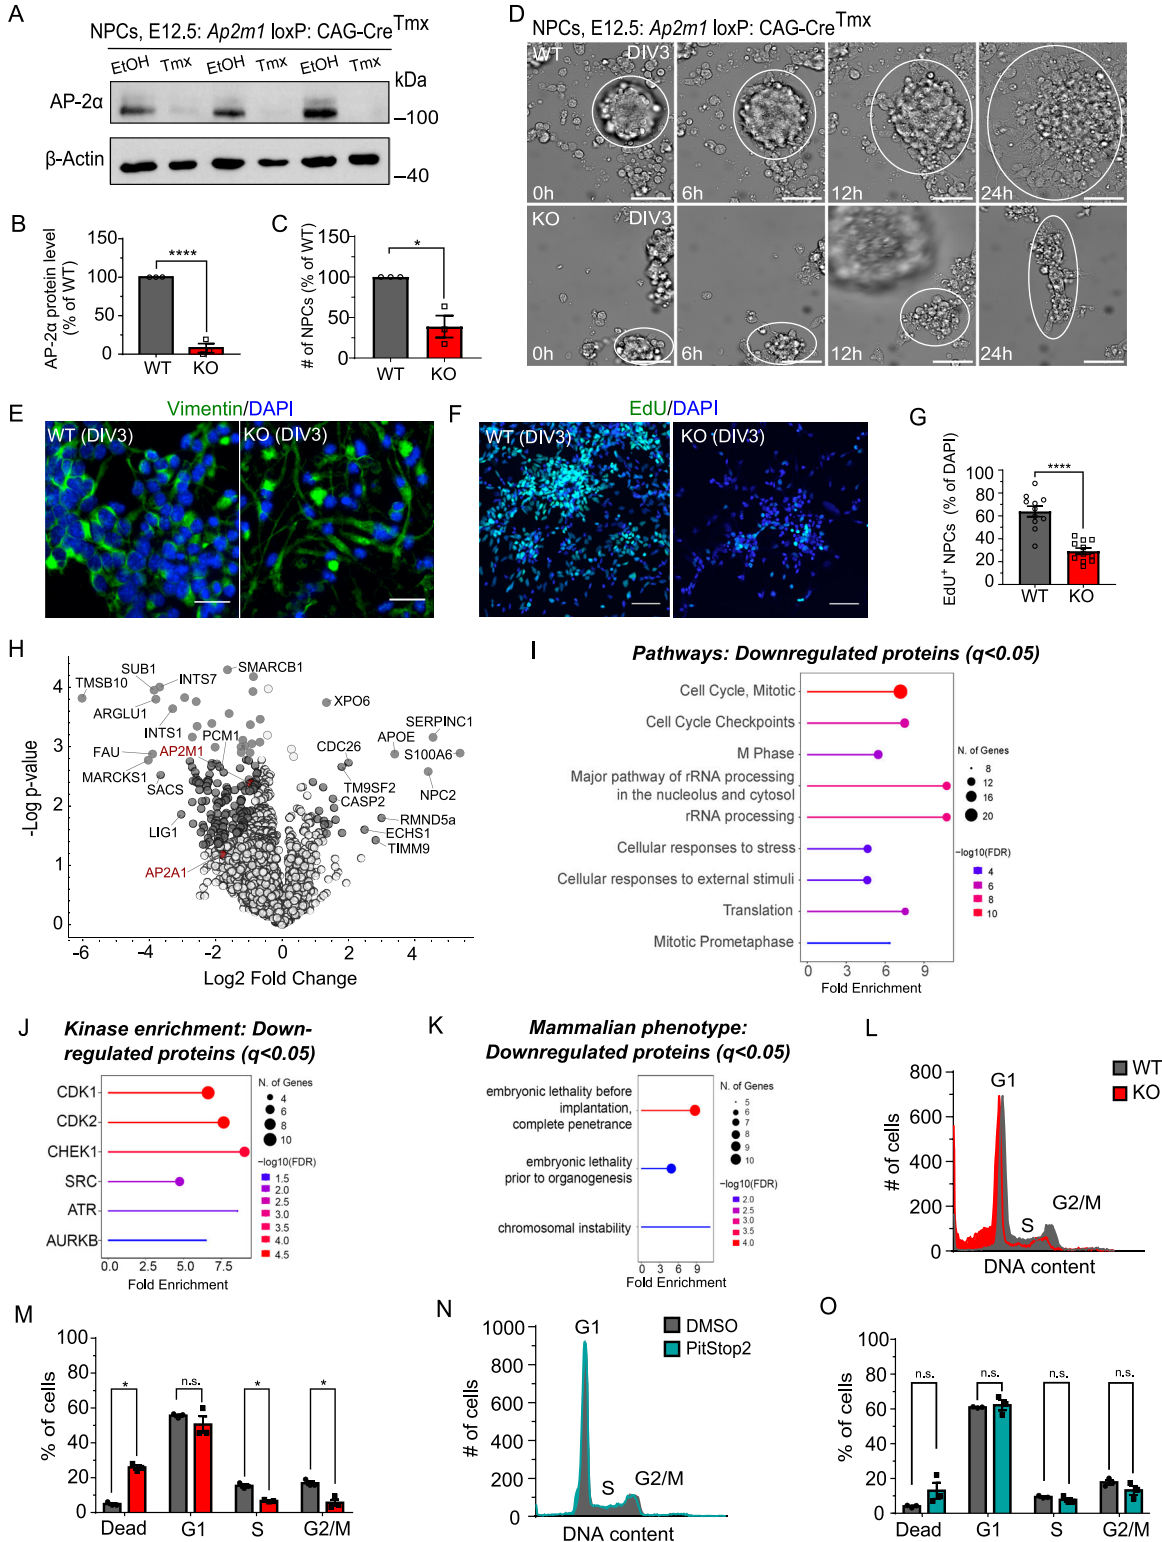 A
NPCs, E12.5: Ap2m1 loxP: CAG-Cre Tmx
EtOH Tmx EtOH Tmx EtOH Tmx
kDa
AP-2α
–100
β-Actin
–40
B
AP-2α protein level
(% of WT)
150
100
50
0
****
WT KO
C
# of NPCs (% of WT)
150
100
50
0
*
WT KO
D
NPCs, E12.5: Ap2m1 loxP: CAG-Cre Tmx
WT DIV3
0h 6h 12h 24h
KO DIV3
0h 6h 12h 24h
E
Vimentin/DAPI
WT (DIV3) KO (DIV3)
F
EdU/DAPI
WT (DIV3) KO (DIV3)
G
EdU+ NPCs (% of DAPI)
100
80
60
40
30
20
0
****
WT KO
H
-Log p-value
4
3
2
1
0
SUB1
SMARCB1
TMSB10
INTS7
ARGLU1
XPO6
INTS1
SERPINC1
PCM1
APOE
FAU
AP2M1
CDC26
S100A6
MARCKS1
TM9SF2
SACS
CASP2
NPC2
LIG1
RMND5a
ECHS1
AP2A1
TIMM9
-6 -4 -2 0 2 4
Log2 Fold Change
I
Pathways: Downregulated proteins (q<0.05)
Cell Cycle, Mitotic
Cell Cycle Checkpoints
M Phase
Major pathway of rRNA processing
in the nucleolus and cytosol
rRNA processing
Cellular responses to stress
Cellular responses to external stimuli
Translation
Mitotic Prometaphase
0 3 6 9
Fold Enrichment
N. of Genes
8
12
16
20
−log10(FDR)
4
6
8
10
J
Kinase enrichment: Down-
regulated proteins (q<0.05)
CDK1
CDK2
CHEK1
SRC
ATR
AURKB
0.0 2.5 5.0 7.5
Fold Enrichment
N. of Genes
4
6
8
10
−log10(FDR)
1.5
2.0
2.5
3.0
3.5
4.0
4.5
K
Mammalian phenotype:
Downregulated proteins (q<0.05)
embryonic lethality before
implantation,
complete penetrance
embryonic lethality
prior to organogenesis
chromosomal instability
0 3 6 9
Fold Enrichment
N. of Genes
5
6
7
8
9
10
−log10(FDR)
2.0
2.5
3.0
3.5
4.0
L
# of cells
800
600
400
200
0
G1
S
G2/M
WT
KO
DNA content
M
% of cells
100
80
60
40
20
0
* n.s. * *
Dead G1 S G2/M
N
# of cells
1000
800
600
400
200
0
G1
S
G2/M
DMSO
PitStop2
DNA content
O
% of cells
100
80
60
40
20
0
n.s. n.s. n.s. n.s.
Dead G1 S G2/M